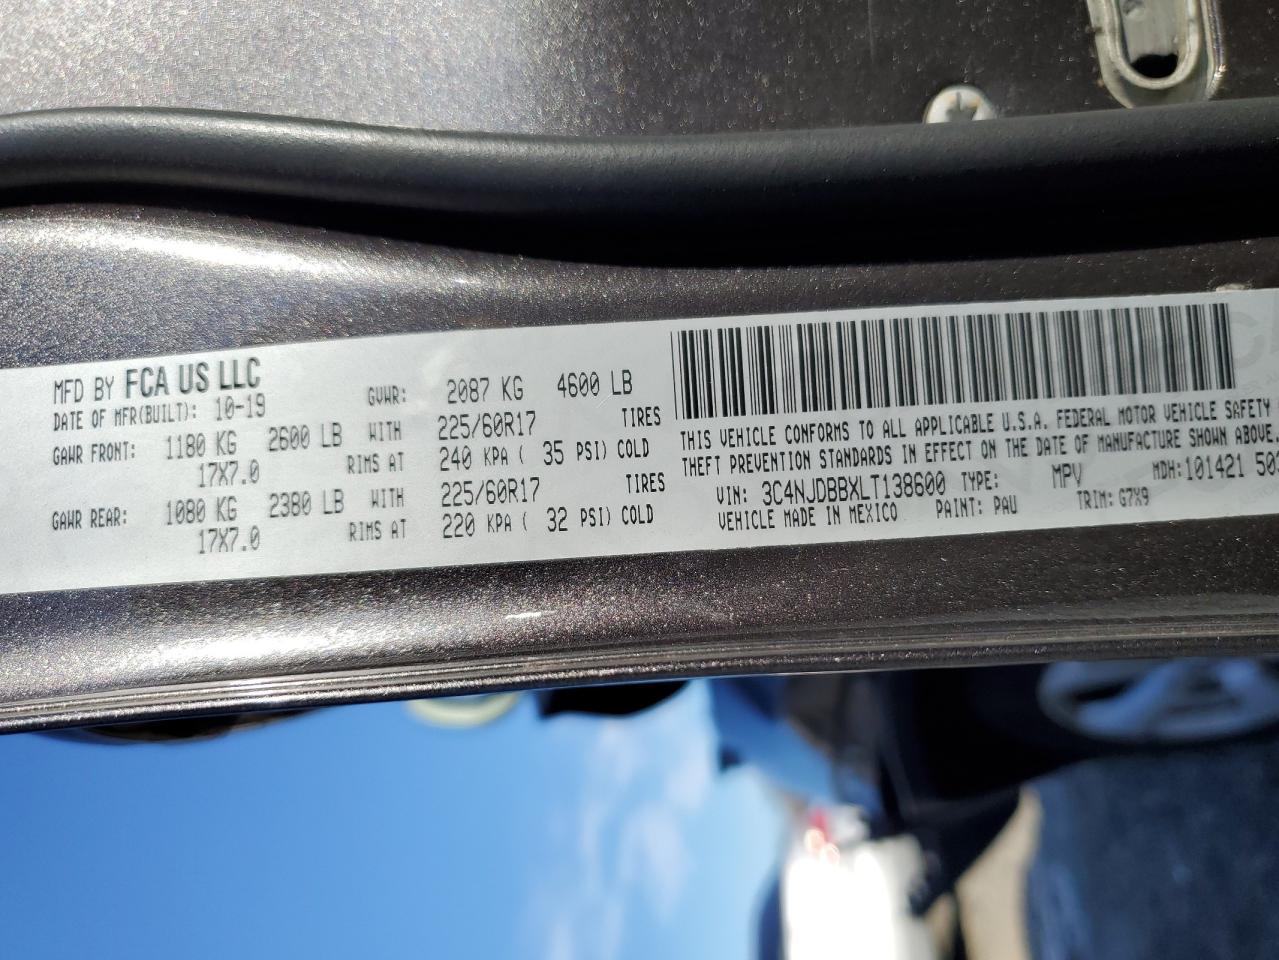 MFD BY FCA US LLC
DATE OF MFR(BUILT): 10-19 GVWR: 2087 KG 4600 LB
GAWR FRONT: 1180 KG 2600 LB WITH 225/60R17 TIRES
17X7.0 RIMS AT 240 KPA ( 35 PSI) COLD
GAWR REAR: 1080 KG 2380 LB WITH 225/60R17 TIRES
17X7.0 RIMS AT 220 KPA ( 32 PSI) COLD
THIS VEHICLE CONFORMS TO ALL APPLICABLE U.S.A. FEDERAL MOTOR VEHICLE SAFETY
THEFT PREVENTION STANDARDS IN EFFECT ON THE DATE OF MANUFACTURE SHOWN ABOVE.
VIN: 3C4NJDBBXLT138600 TYPE: MPV MDH:101421 503
VEHICLE MADE IN MEXICO PAINT: PAU TRIM: G7X9